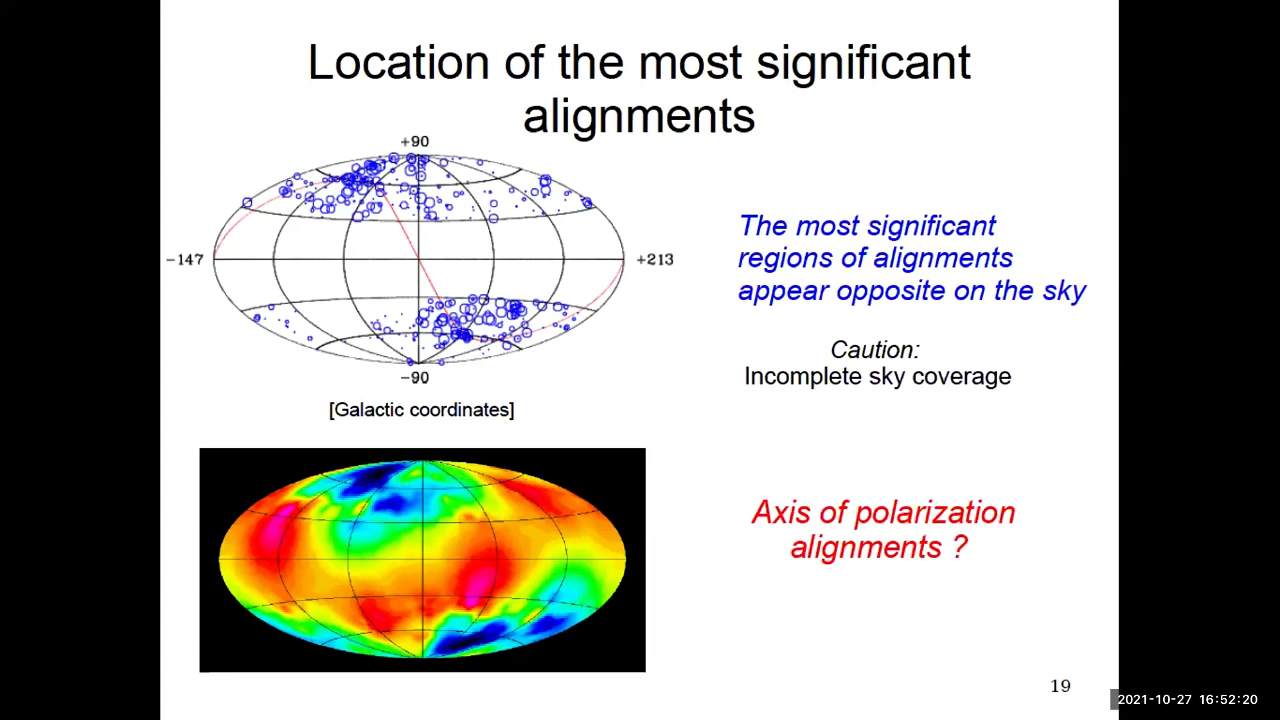 Location of the most significant
alignments
+90
-147
+213
-90
[Galactic coordinates]
The most significant
regions of alignments
appear opposite on the sky
Caution:
Incomplete sky coverage
Axis of polarization
alignments ?
19
2021-10-27 16:52:20